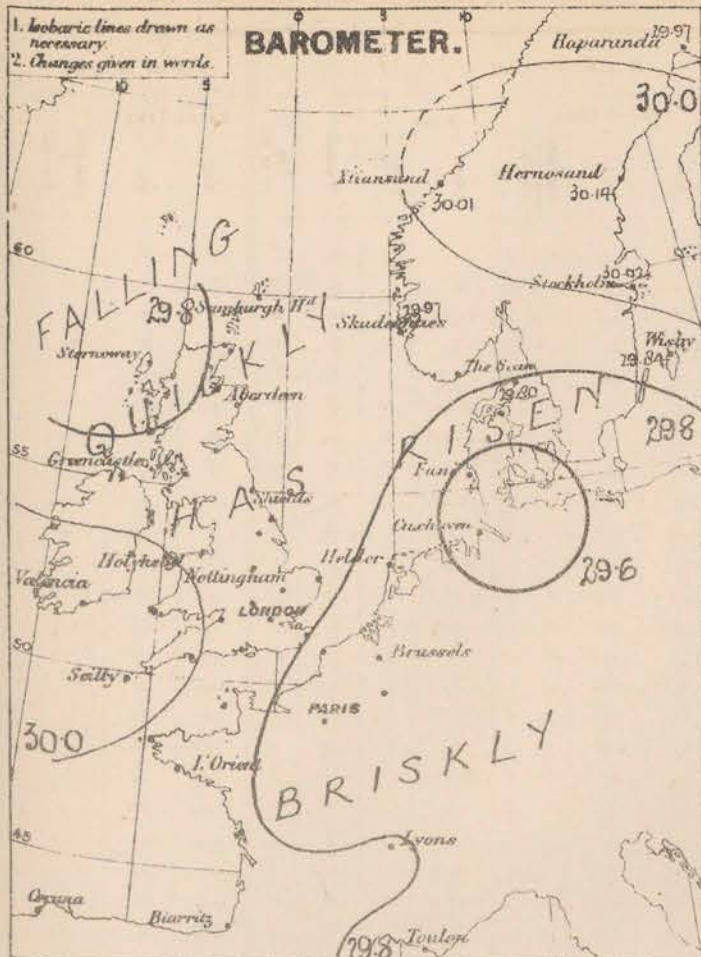 1. Isobaric lines drawn as
necessary.
2. Changes given in words.
BAROMETER.
0 5 10
10 5
29.97
Haparanda
30.0
Xtiansund
30.01
Hernosand
30.14
60
FALLING
29.8
Sumburgh Hd
Stornoway
QUICKLY
Aberdeen
Skudesnaes
29.97
30.02
Stockholm
Wisby
29.84
The Scaw
29.80
HAS RISEN
29.8
55
Greencastle
Shields
Fano
Cuxhaven
29.6
Holyhead
Nottingham
Helder
Valencia
LONDON
50
Scilly
Brussels
PARIS
30.0
L'Orient
BRISKLY
45
Lyons
Coruna
Biarritz
29.8
Toulon